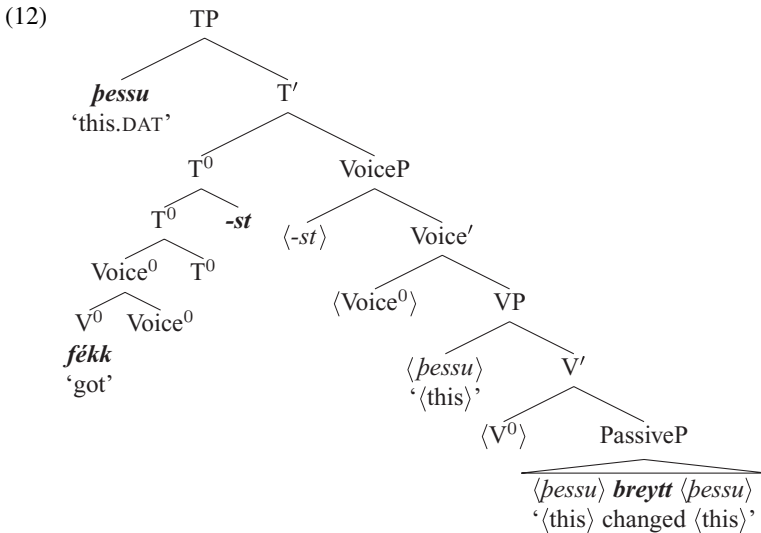 (12)
TP
þessu T′
‘this.DAT’
T⁰ VoiceP
T⁰ -st ⟨-st⟩ Voice′
Voice⁰ T⁰ ⟨Voice⁰⟩ VP
V⁰ Voice⁰
fékk ⟨þessu⟩ V′
‘got’ ‘⟨this⟩’
⟨V⁰⟩ PassiveP
⟨þessu⟩ breytt ⟨þessu⟩
‘⟨this⟩ changed ⟨this⟩’